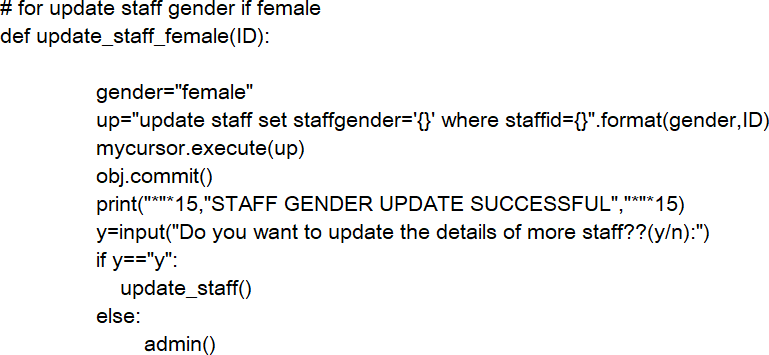 # for update staff gender if female
def update_staff_female(ID):
gender="female"
up="update staff set staffgender='{}' where staffid={}".format(gender,ID)
mycursor.execute(up)
obj.commit()
print("*"*15,"STAFF GENDER UPDATE SUCCESSFUL","*"*15)
y=input("Do you want to update the details of more staff??(y/n):")
if y=="y":
update_staff()
else:
admin()